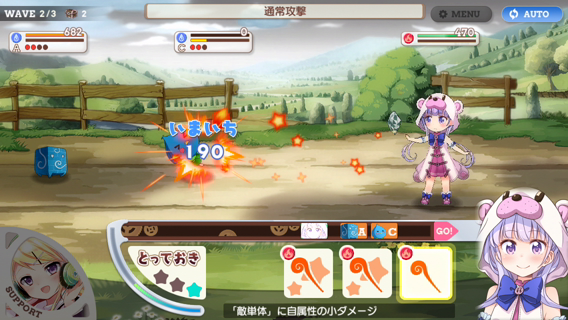 WAVE 2/3 2
通常攻撃
MENU
AUTO
682
A
0
C
470
いまいち
190
A C GO!
とっておき
SUPPORT
「敵単体」に自属性の小ダメージ